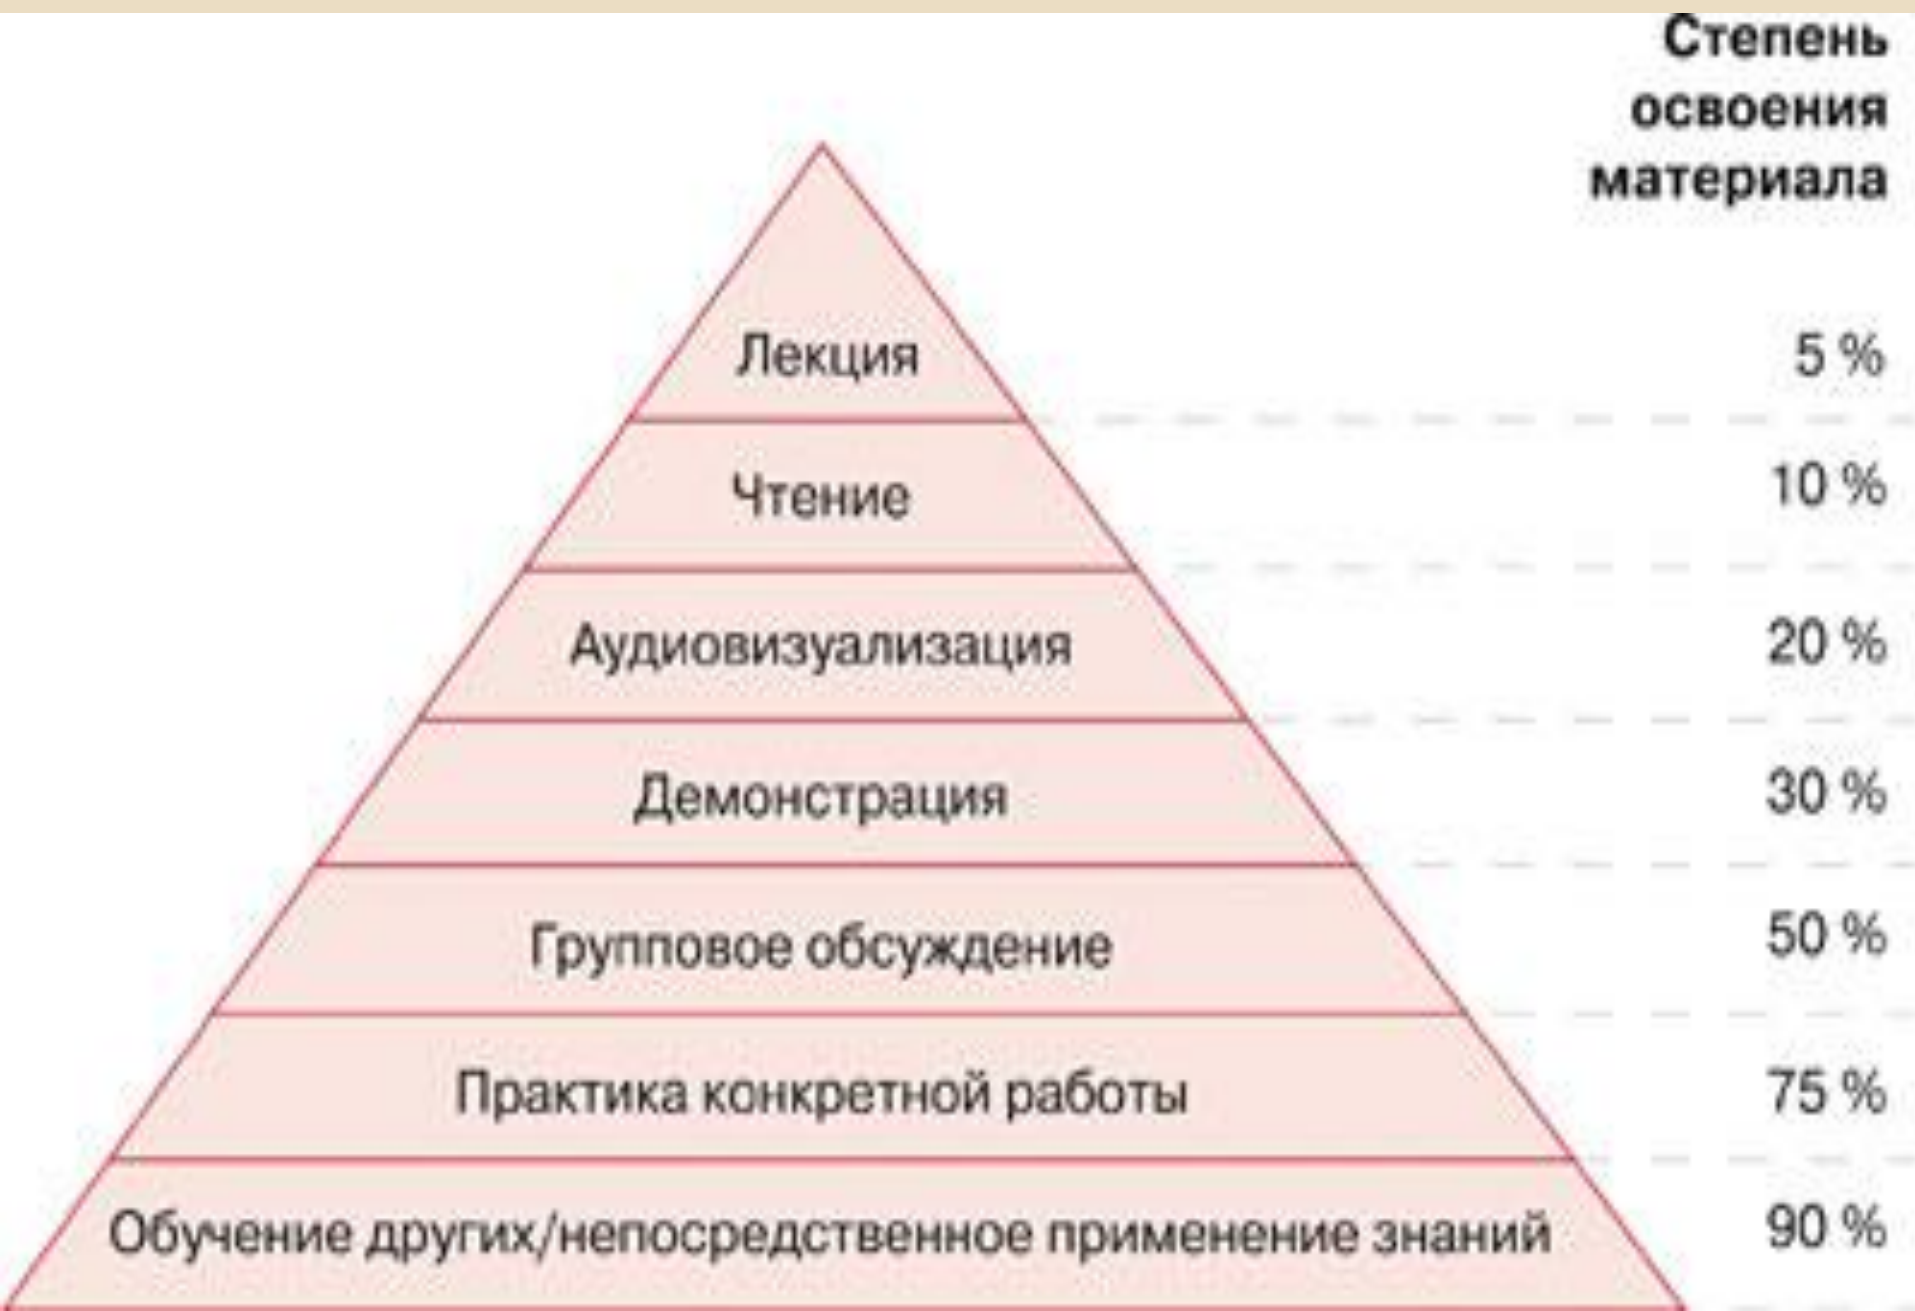 Степень
освоения
материала
Лекция 5 %
Чтение 10 %
Аудиовизуализация 20 %
Демонстрация 30 %
Групповое обсуждение 50 %
Практика конкретной работы 75 %
Обучение других/непосредственное применение знаний 90 %